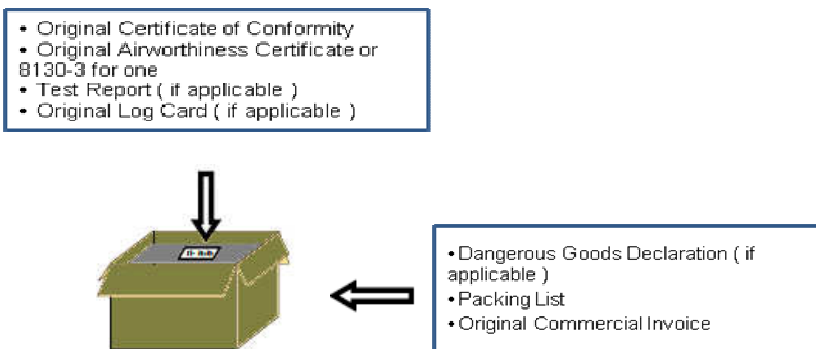 • Original Certificate of Conformity
• Original Airworthiness Certificate or
8130-3 for one
• Test Report ( if applicable )
• Original Log Card ( if applicable )
• Dangerous Goods Declaration ( if
applicable )
• Packing List
• Original Commercial Invoice